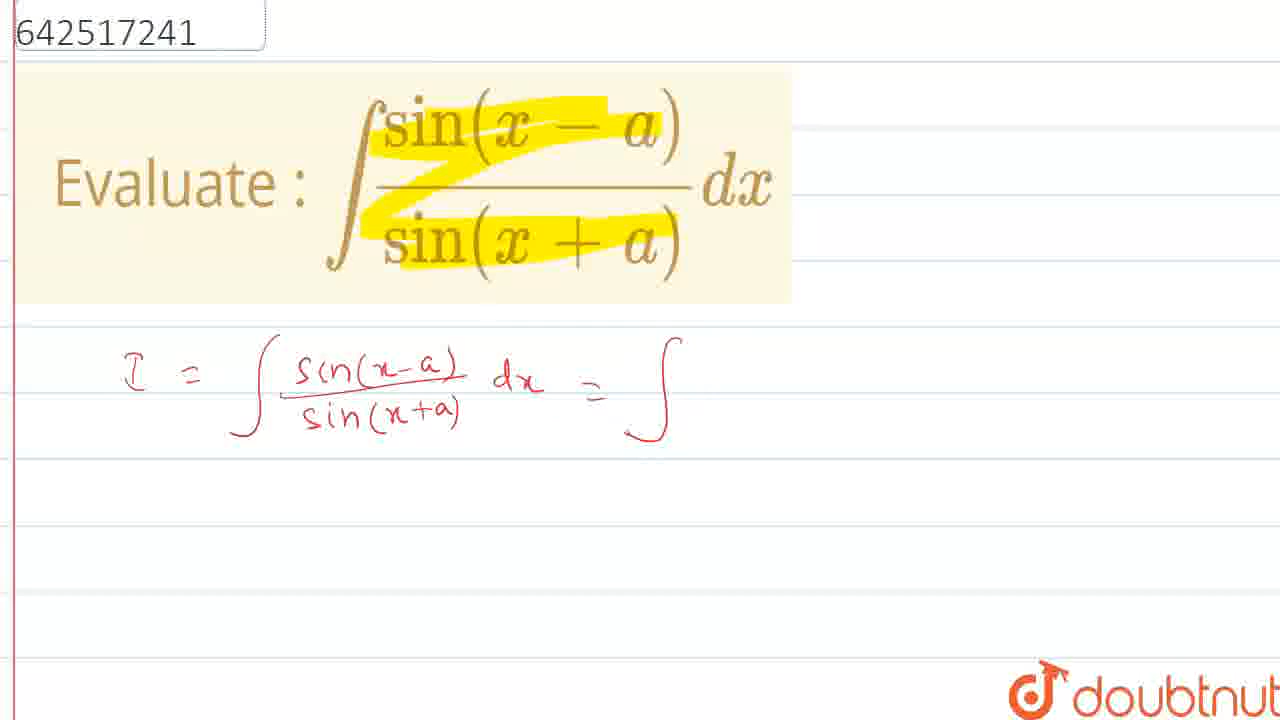 642517241
Evaluate : ∫ sin(x − a) / sin(x + a) dx
I = ∫ sin(x-a) / sin(x+a) dx = ∫
doubtnut